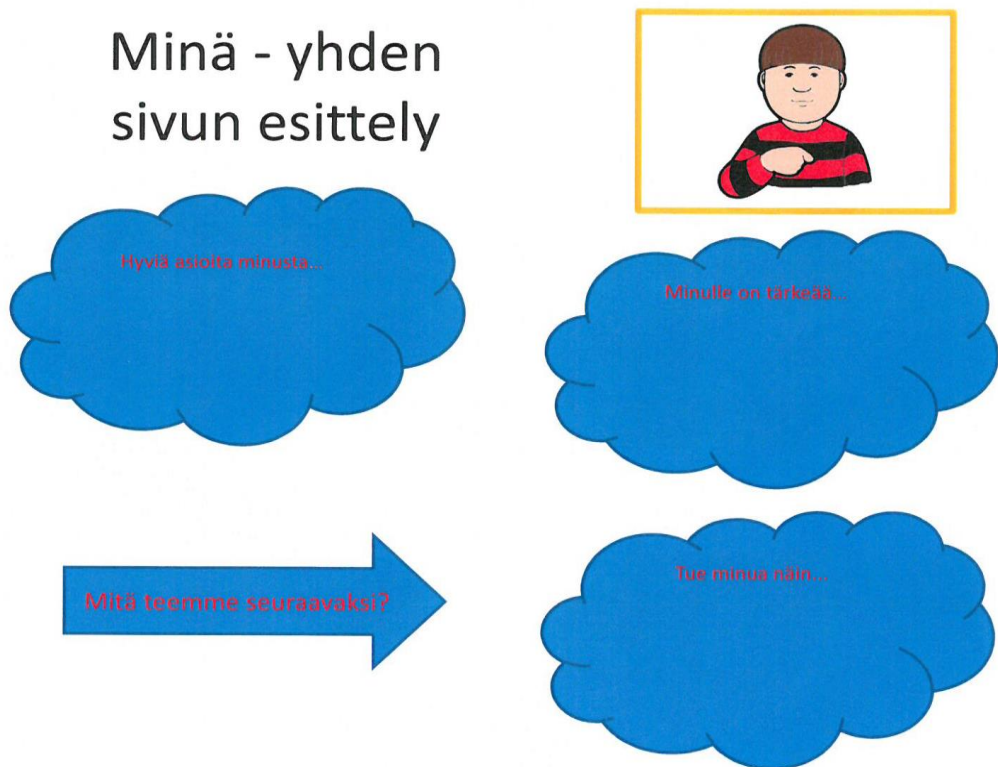 Minä - yhden
sivun esittely
Hyviä asioita minusta...
Minulle on tärkeää...
Mitä teemme seuraavaksi?
Tue minua näin...